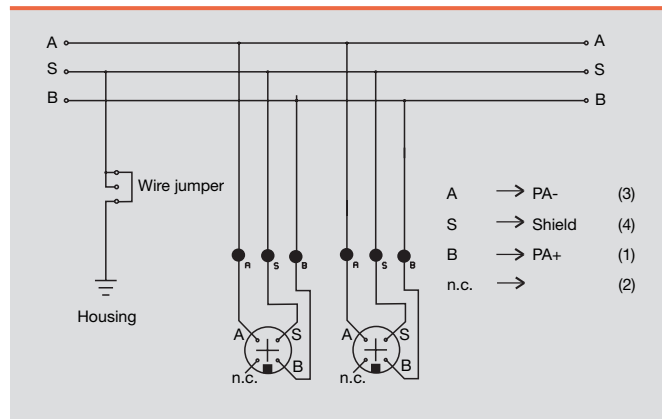 A A
S S
B B
Wire jumper
A → PA- (3)
S → Shield (4)
B → PA+ (1)
n.c. → (2)
A S B A S B
Housing
A S A S
B B
n.c. n.c.